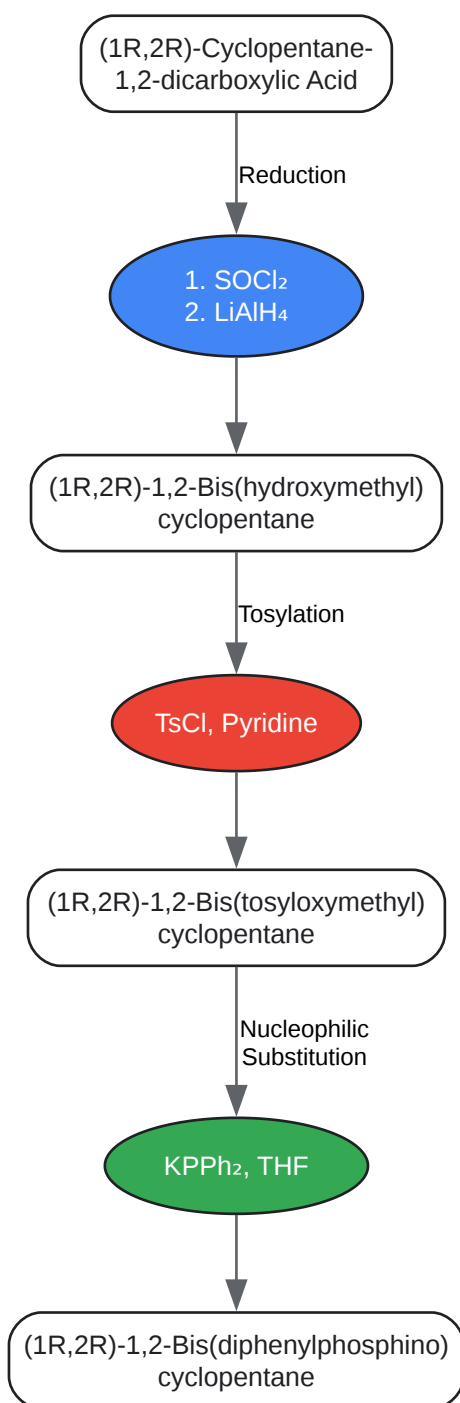 (1R,2R)-Cyclopentane-
1,2-dicarboxylic Acid
Reduction
1. SOCl₂
2. LiAlH₄
(1R,2R)-1,2-Bis(hydroxymethyl)
cyclopentane
Tosylation
TsCl, Pyridine
(1R,2R)-1,2-Bis(tosyloxymethyl)
cyclopentane
Nucleophilic
Substitution
KPPh₂, THF
(1R,2R)-1,2-Bis(diphenylphosphino)
cyclopentane